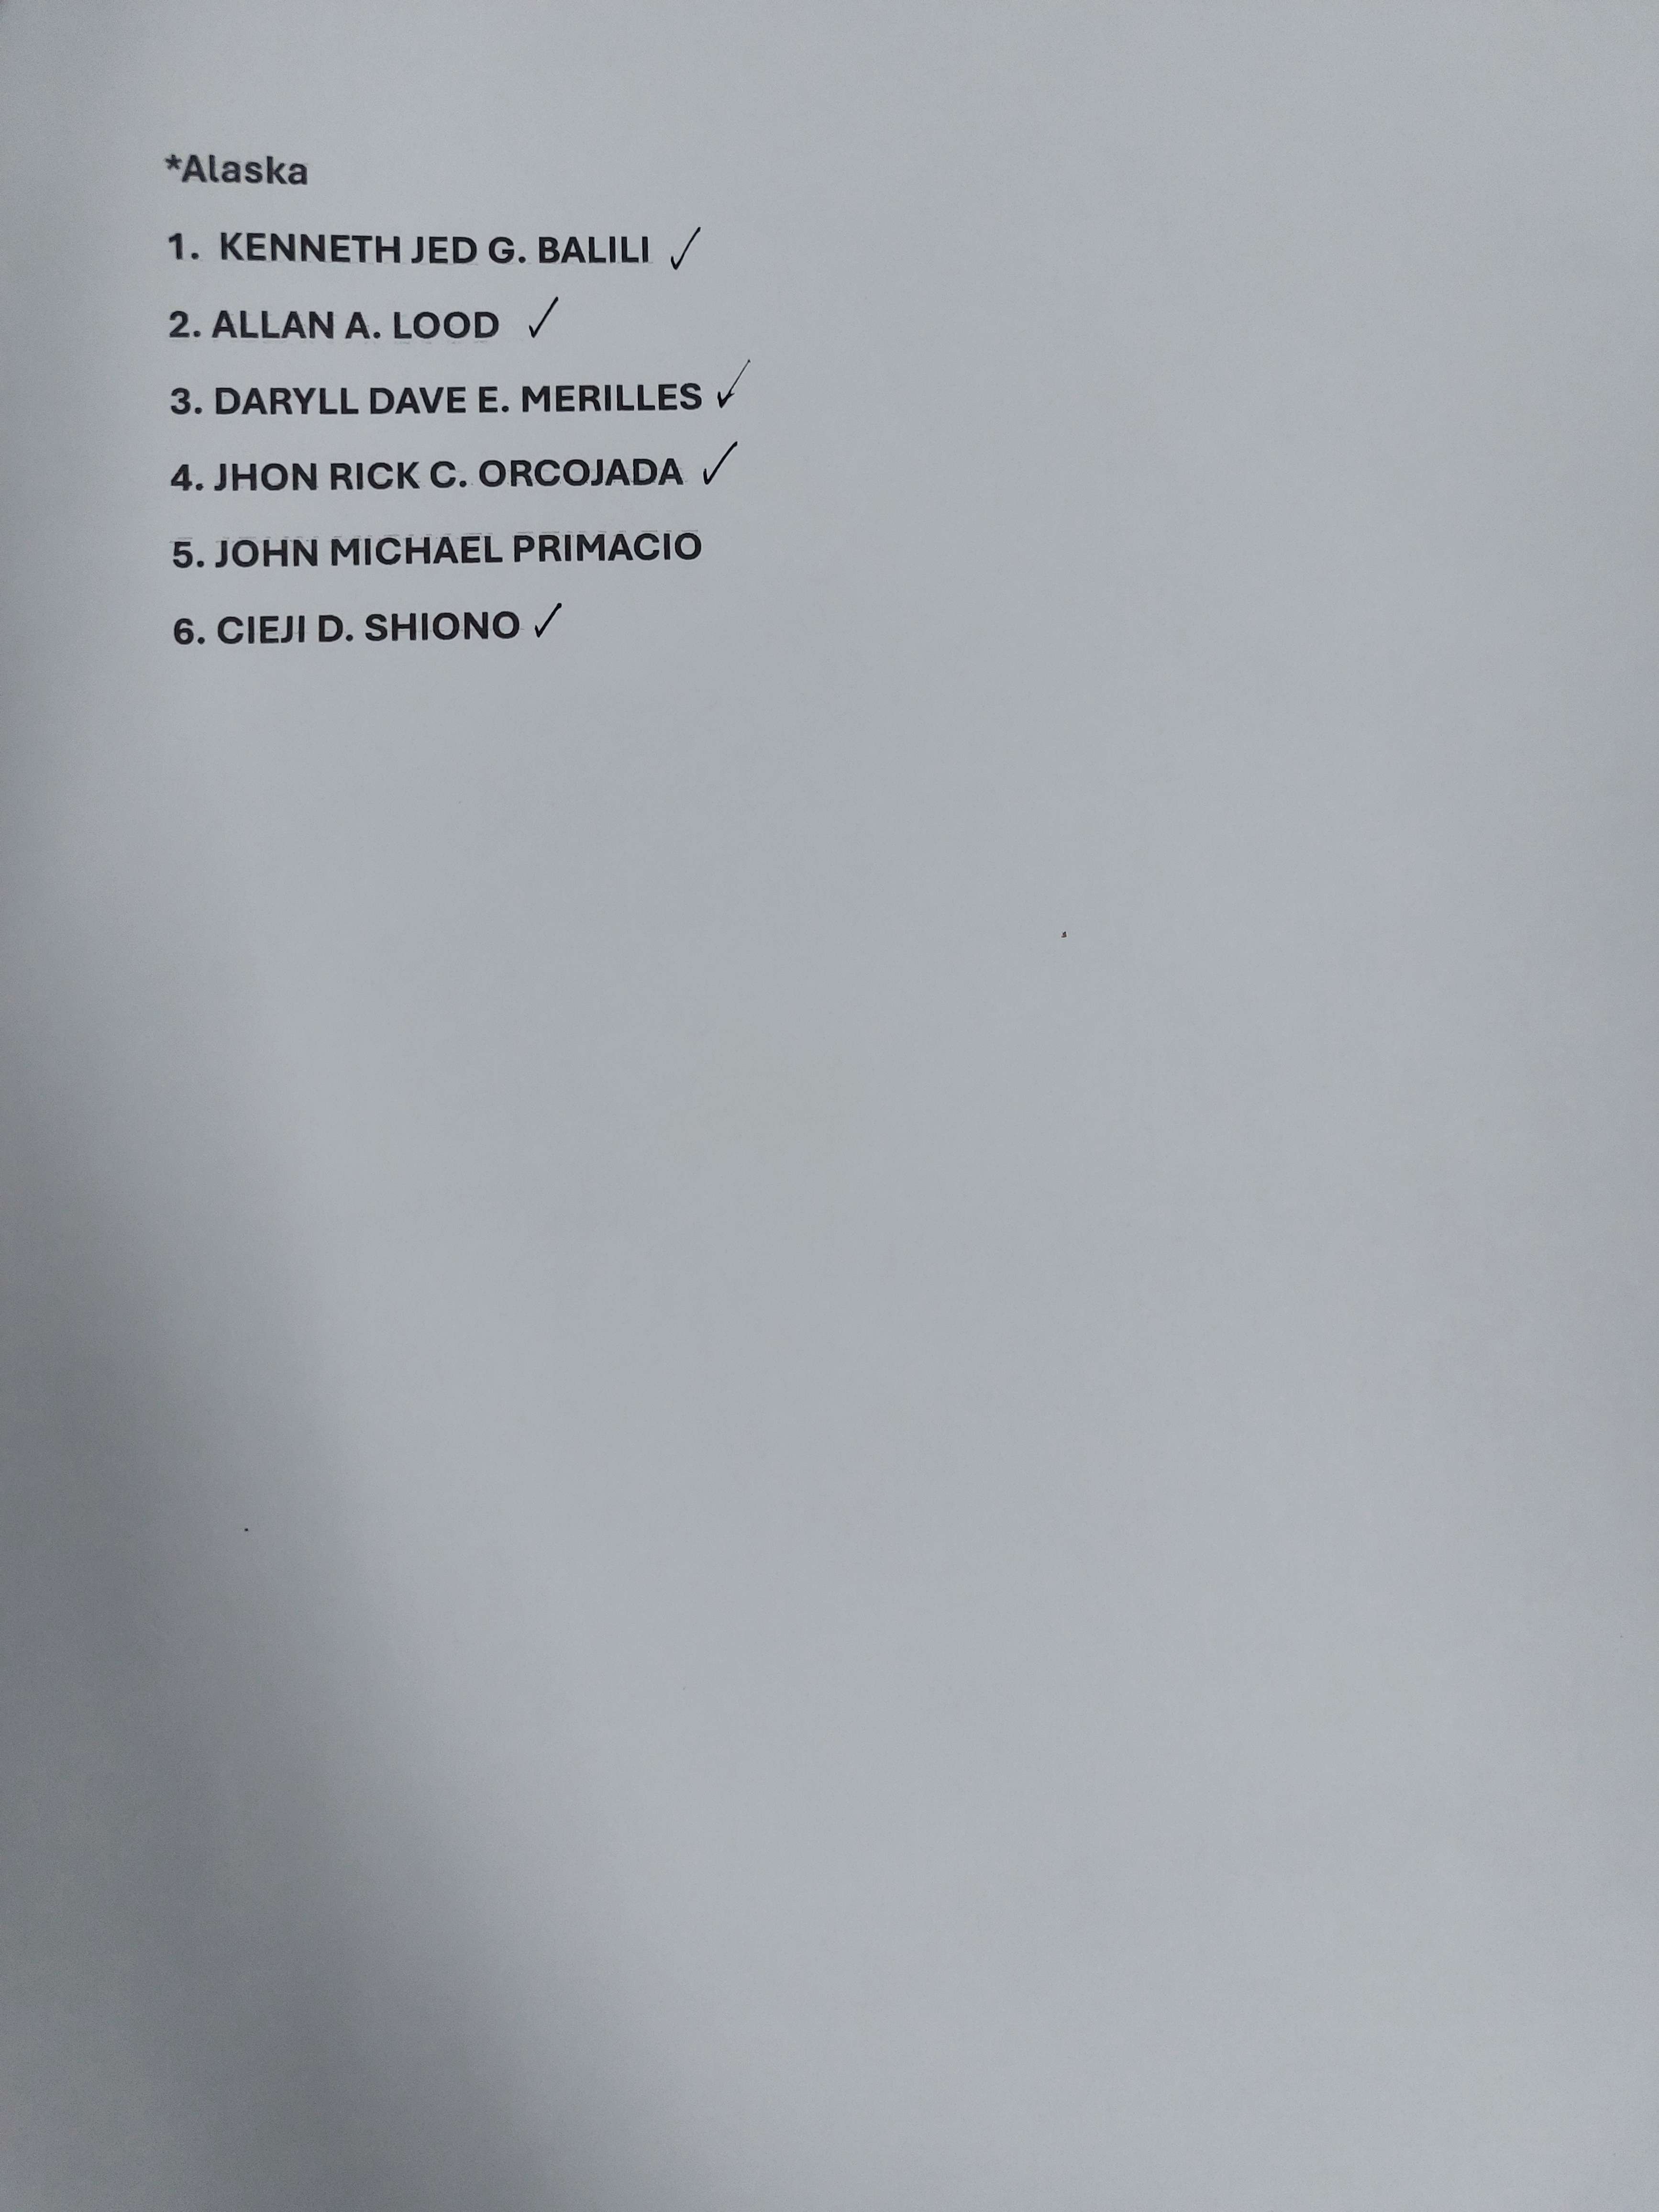 *Alaska
1. KENNETH JED G. BALILI ✓
2. ALLAN A. LOOD ✓
3. DARYLL DAVE E. MERILLES ✓
4. JHON RICK C. ORCOJADA ✓
5. JOHN MICHAEL PRIMACIO
6. CIEJI D. SHIONO ✓